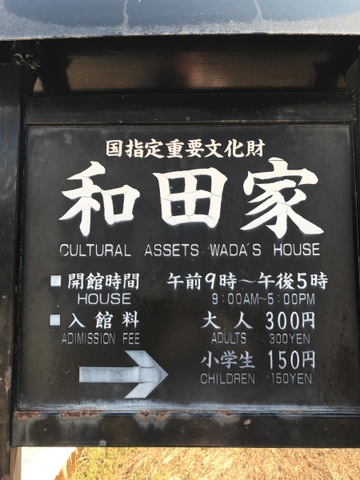 国指定重要文化財
和田家
CULTURAL ASSETS WADA'S HOUSE
■開館時間 午前9時～午後5時
HOUSE 9:00AM~5:00PM
■入館料 大人 300円
ADIMISSION FEE ADULTS 300YEN
小学生 150円
CHILDREN 150YEN